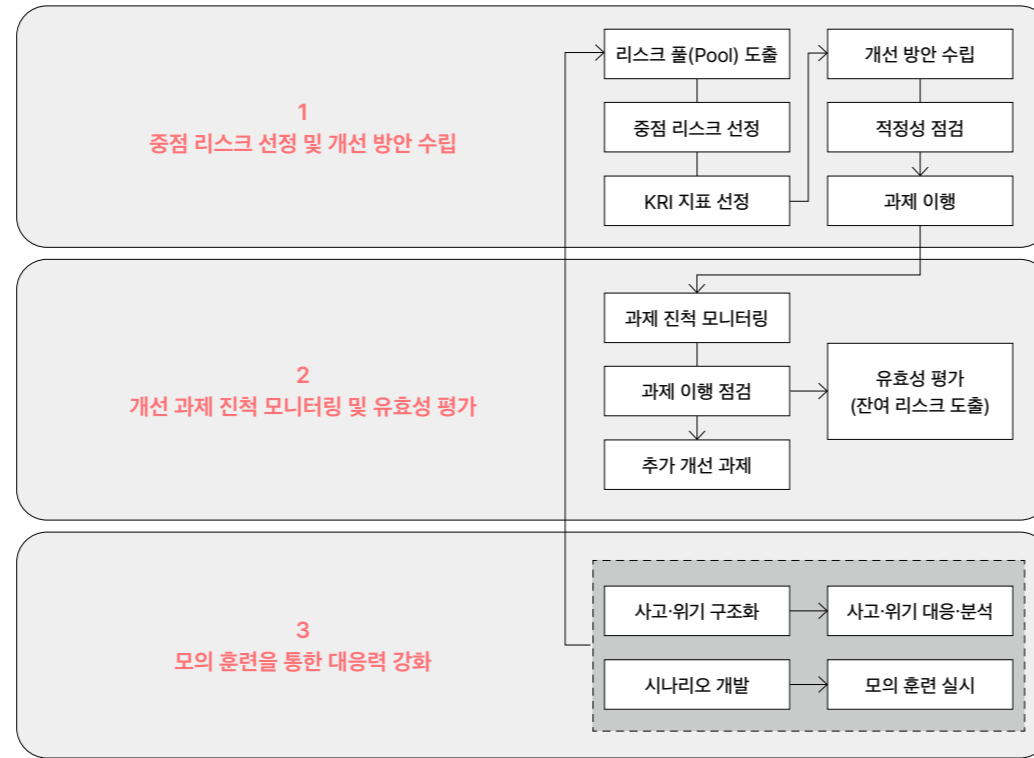 1
중점 리스크 선정 및 개선 방안 수립
리스크 풀(Pool) 도출
중점 리스크 선정
KRI 지표 선정
개선 방안 수립
적정성 점검
과제 이행
2
개선 과제 진척 모니터링 및 유효성 평가
과제 진척 모니터링
과제 이행 점검
추가 개선 과제
유효성 평가
(잔여 리스크 도출)
3
모의 훈련을 통한 대응력 강화
사고·위기 구조화
사고·위기 대응·분석
시나리오 개발
모의 훈련 실시